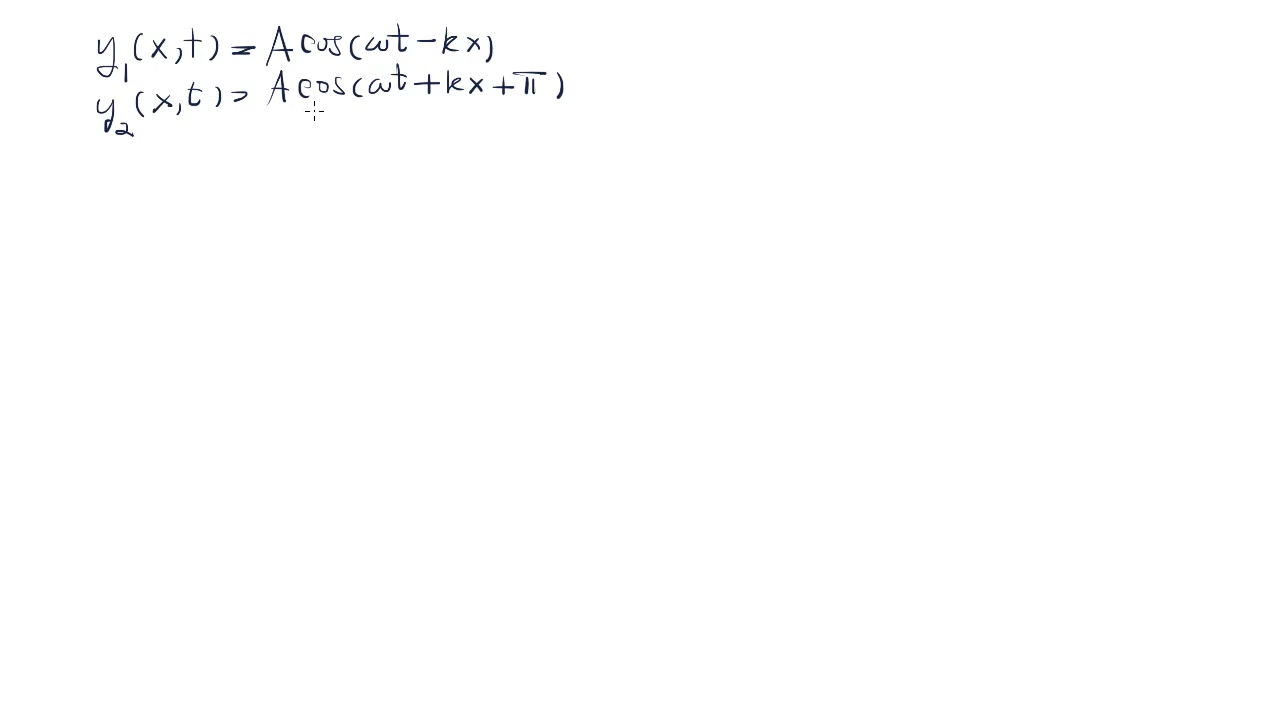 y₁(x,t) = A cos(ωt − kx)
y₂(x,t) = A cos(ωt + kx + π)